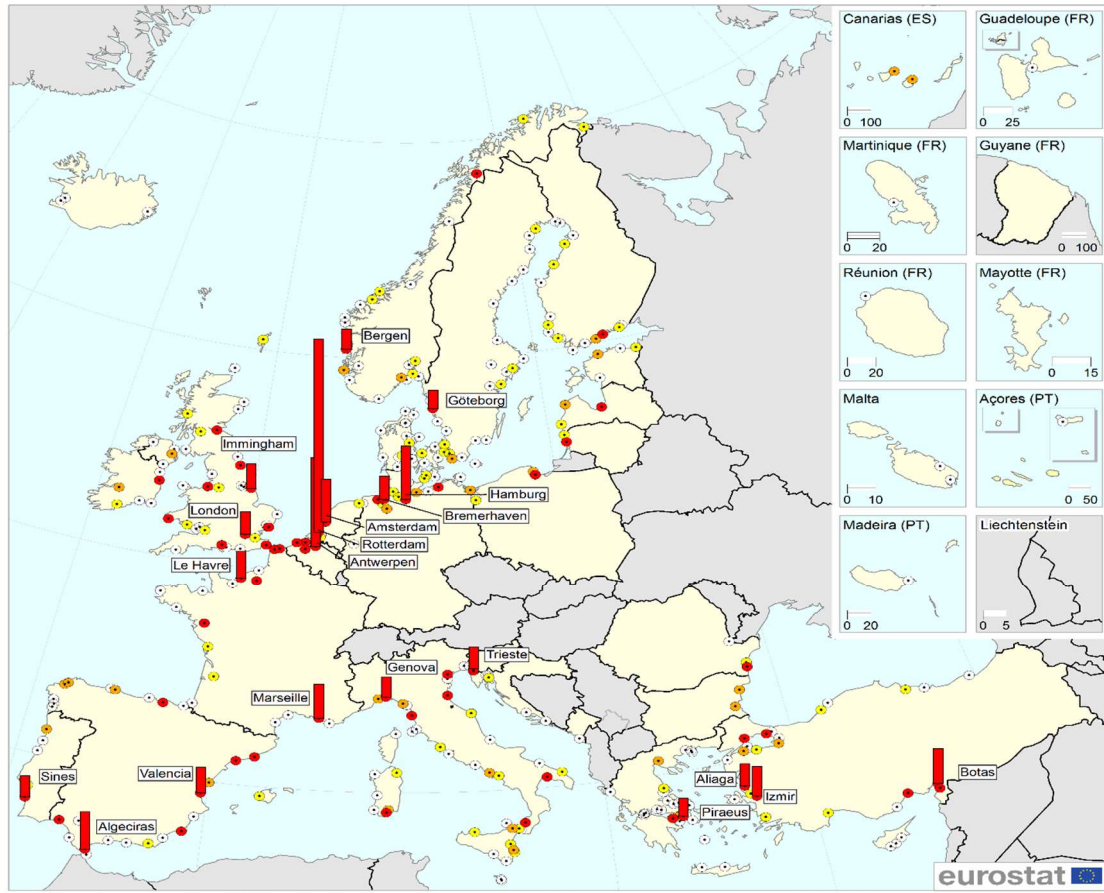 Canarias (ES)
0 100
Guadeloupe (FR)
0 25
Martinique (FR)
0 20
Guyane (FR)
0 100
Réunion (FR)
0 20
Mayotte (FR)
0 15
Malta
0 10
Açores (PT)
0 50
Madeira (PT)
0 20
Liechtenstein
0 5
Bergen
Göteborg
Immingham
London
Hamburg
Bremerhaven
Amsterdam
Rotterdam
Antwerpen
Le Havre
Trieste
Genova
Marseille
Sines
Valencia
Algeciras
Aliaga
Izmir
Botas
Piraeus
eurostat